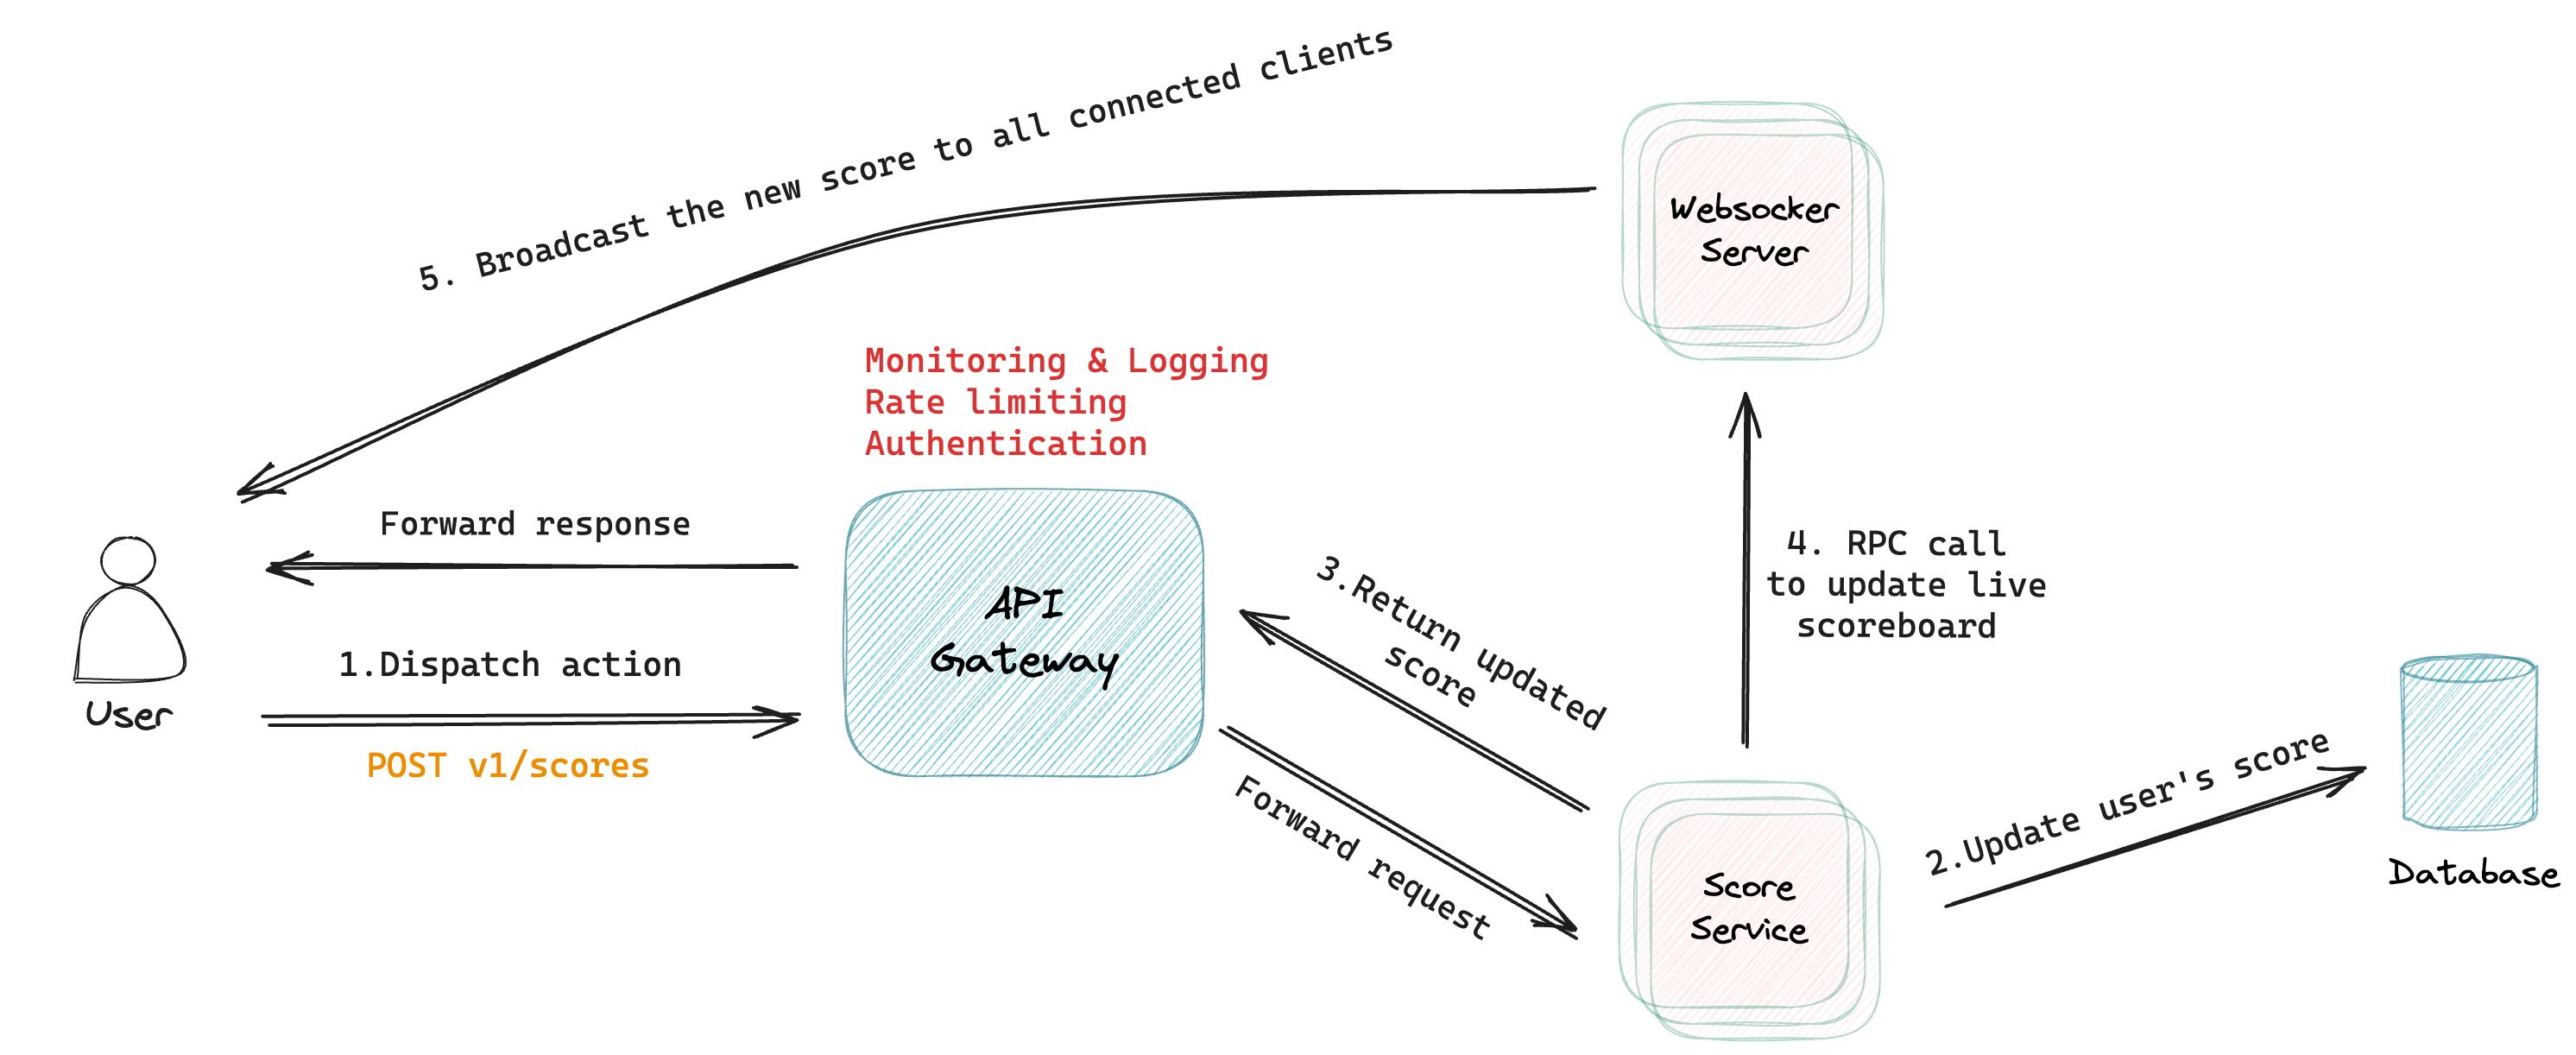 5. Broadcast the new score to all connected clients
Websocker
Server
Monitoring & Logging
Rate limiting
Authentication
Forward response
API
Gateway
1.Dispatch action
POST v1/scores
User
3.Return updated
score
Forward request
4. RPC call
to update live
scoreboard
Score
Service
2.Update user's score
Database